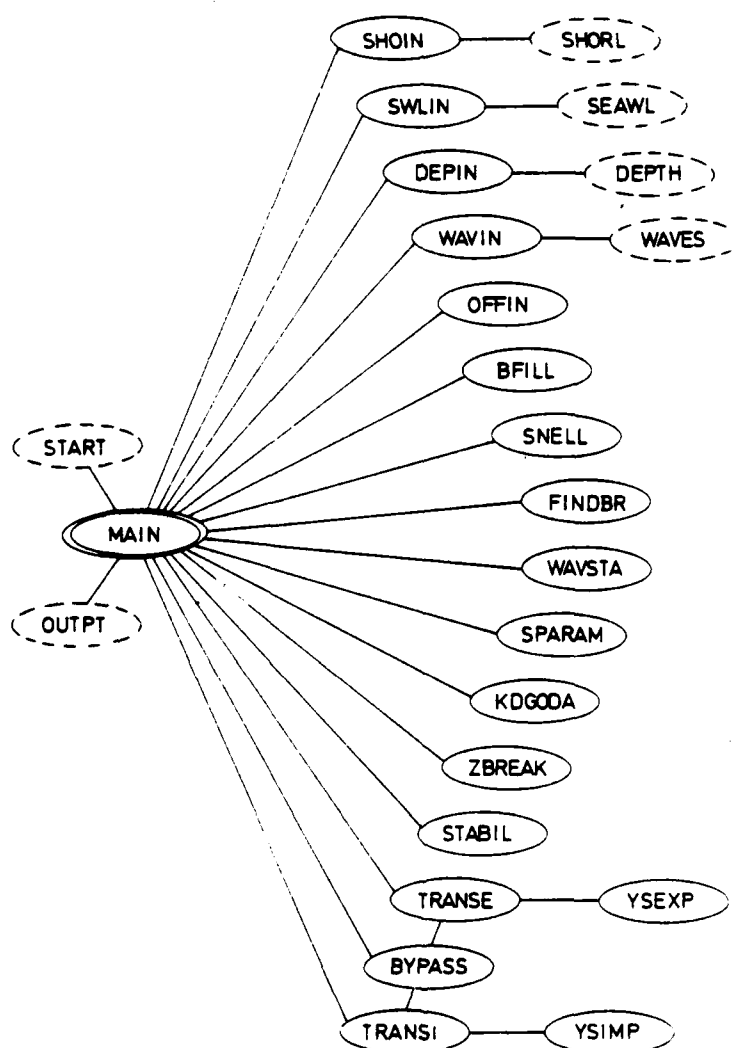 SHOIN SHORL
SWLIN SEAWL
DEPIN DEPTH
WAVIN WAVES
OFFIN
BFILL
START
SNELL
FINDBR
MAIN
WAVSTA
OUTPT
SPARAM
KDGODA
ZBREAK
STABIL
TRANSE YSEXP
BYPASS
TRANSI YSIMP